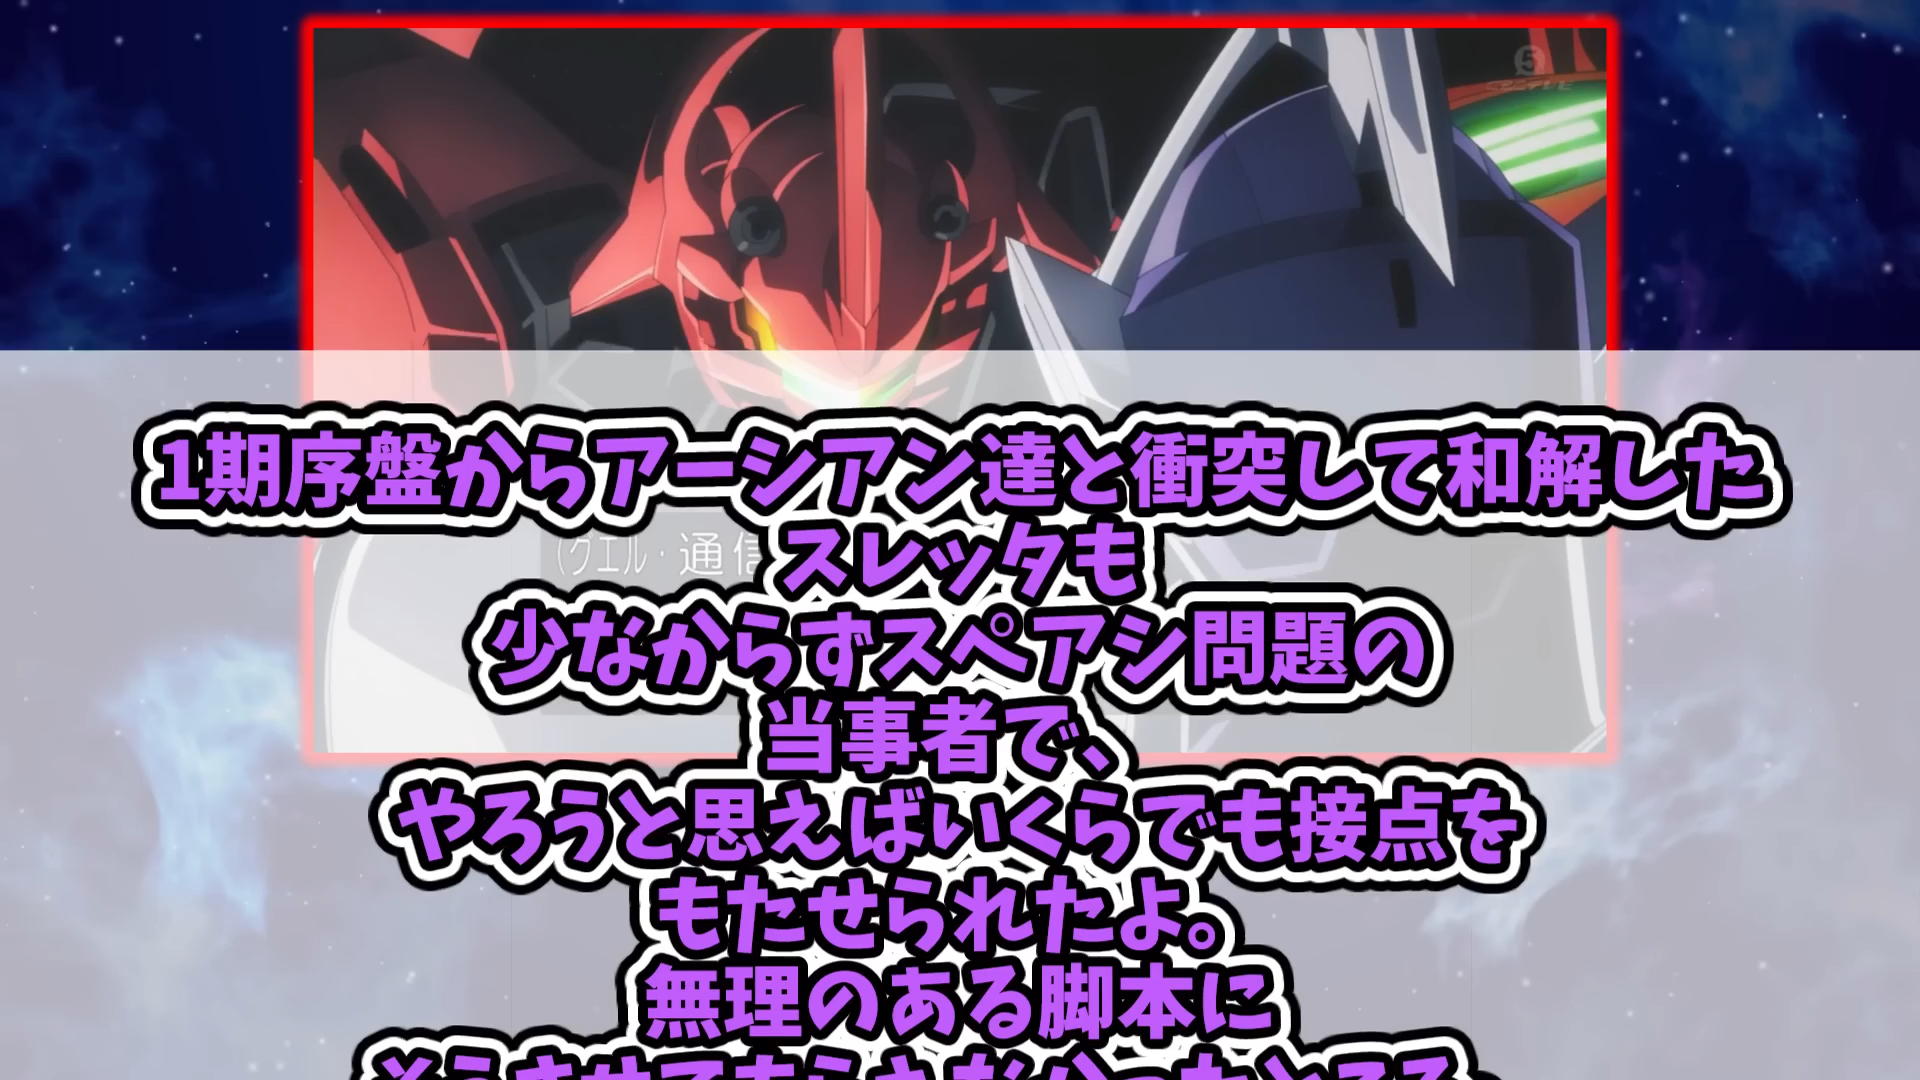 1期序盤からアーシアン達と衝突して和解した
(グエル・通信
スレッタも
少なからずスペアシ問題の
当事者で、
やろうと思えばいくらでも接点を
もたせられたよ。
無理のある脚本に